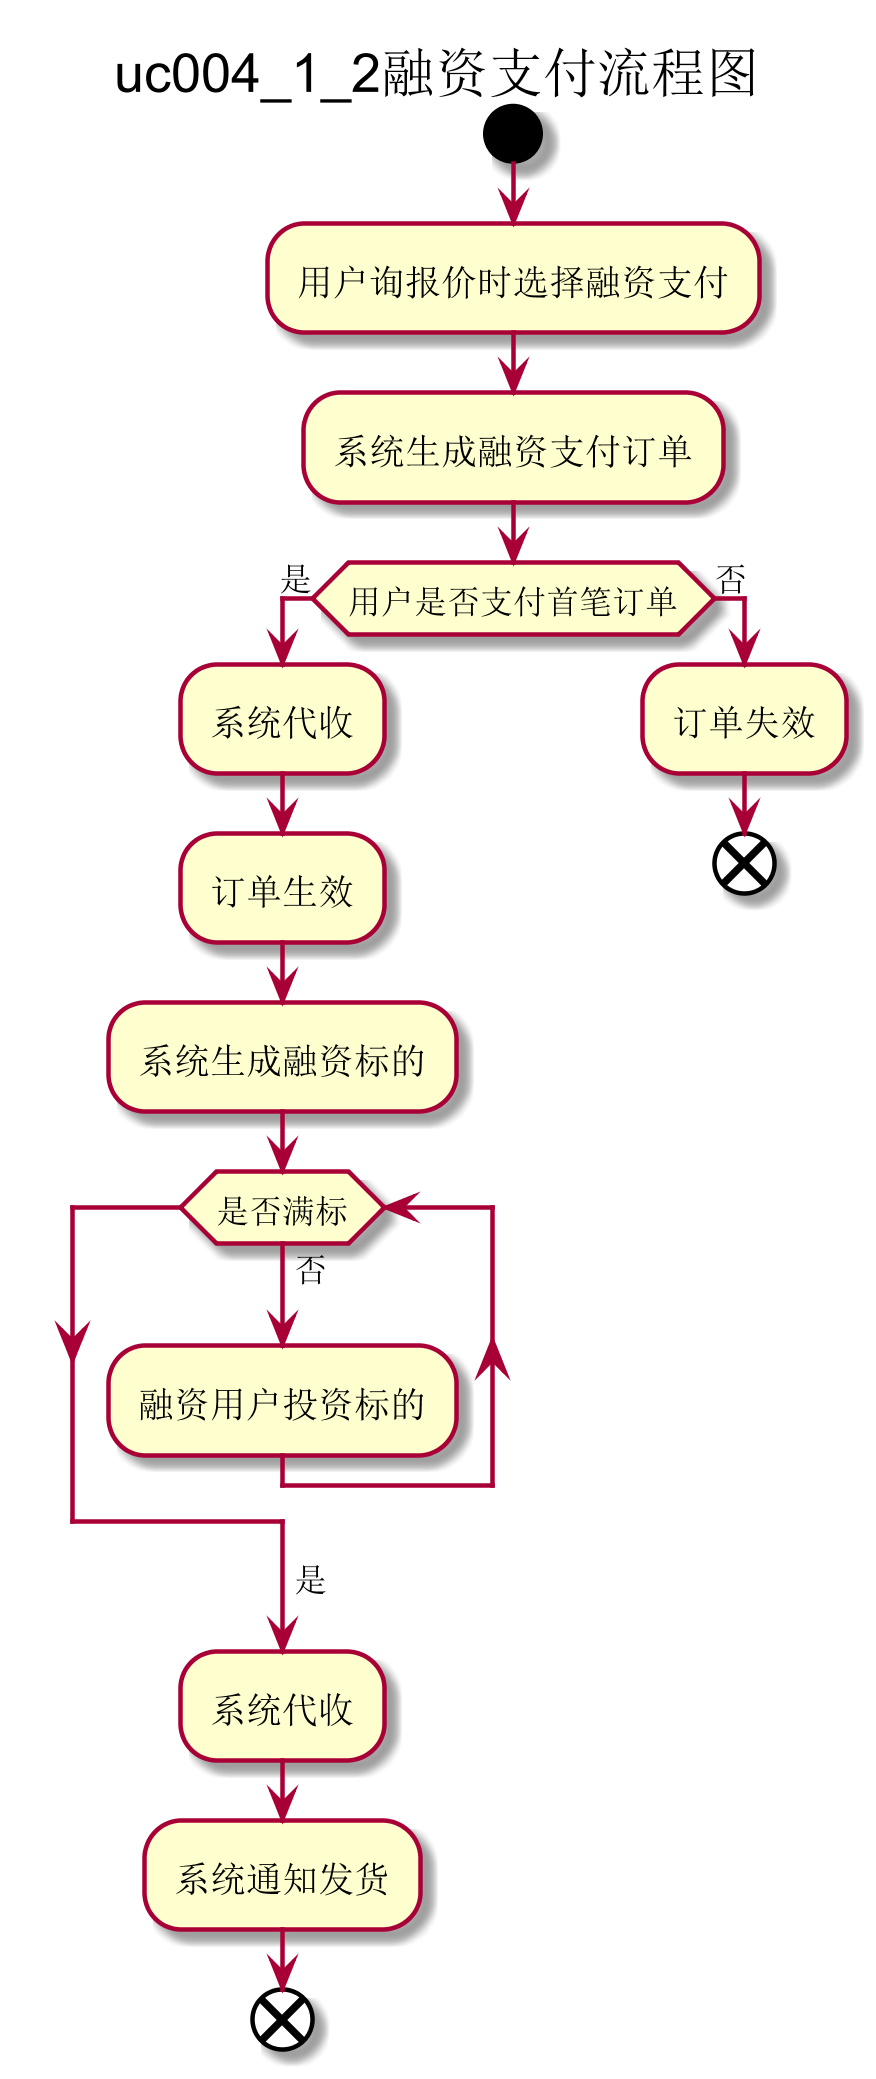 uc004_1_2融资支付流程图
用户询报价时选择融资支付
系统生成融资支付订单
是
用户是否支付首笔订单
否
系统代收
订单失效
订单生效
系统生成融资标的
是否满标
否
融资用户投资标的
是
系统代收
系统通知发货